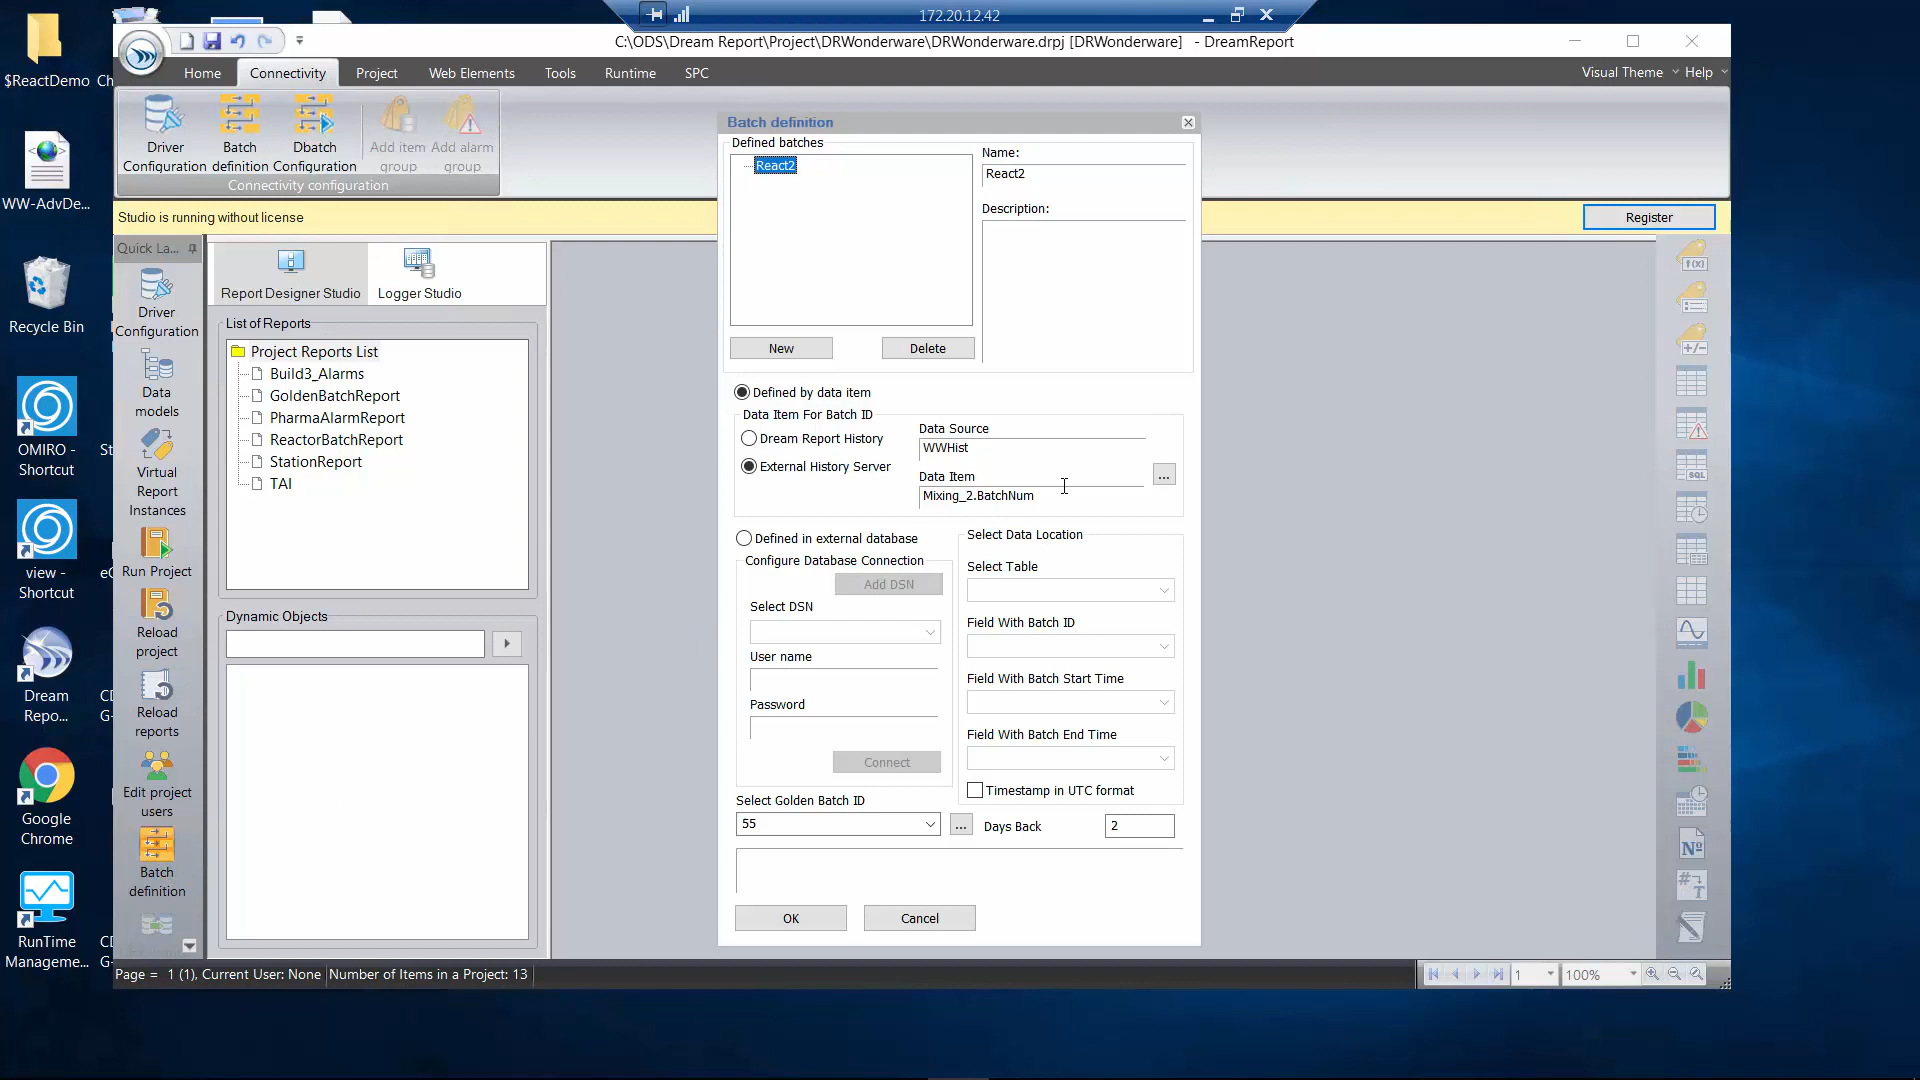 172.20.12.42
C:\ODS\Dream Report\Project\DRWonderware\DRWonderware.drpj [DRWonderware] - DreamReport
Home
Connectivity
Project
Web Elements
Tools
Runtime
SPC
Visual Theme
Help
Driver
Configuration
Batch
definition
Dbatch
Configuration
Add item
group
Add alarm
group
Connectivity configuration
Studio is running without license
Register
Quick La...
Driver
Configuration
Data
models
Virtual
Report
Instances
Run Project
Reload
project
Reload
reports
Edit project
users
Batch
definition
Report Designer Studio
Logger Studio
List of Reports
Project Reports List
Build3_Alarms
GoldenBatchReport
PharmaAlarmReport
ReactorBatchReport
StationReport
TAI
Dynamic Objects
Batch definition
Defined batches
React2
New
Delete
Name:
React2
Description:
Defined by data item
Data Item For Batch ID
Dream Report History
External History Server
Data Source
WWHist
Data Item
Mixing_2.BatchNum
...
Defined in external database
Configure Database Connection
Add DSN
Select DSN
User name
Password
Connect
Select Data Location
Select Table
Field With Batch ID
Field With Batch Start Time
Field With Batch End Time
Timestamp in UTC format
Select Golden Batch ID
55
...
Days Back
2
OK
Cancel
f(x)
+/-
SQL
Nº
Page = 1 (1), Current User: None
Number of Items in a Project: 13
1
100%
$ReactDemo
Ch
WW-AdvDe...
Recycle Bin
OMIRO -
Shortcut
St
view -
Shortcut
eC
Dream
Repo...
CD
G-
Google
Chrome
RunTime
Manageme...
CD
G-